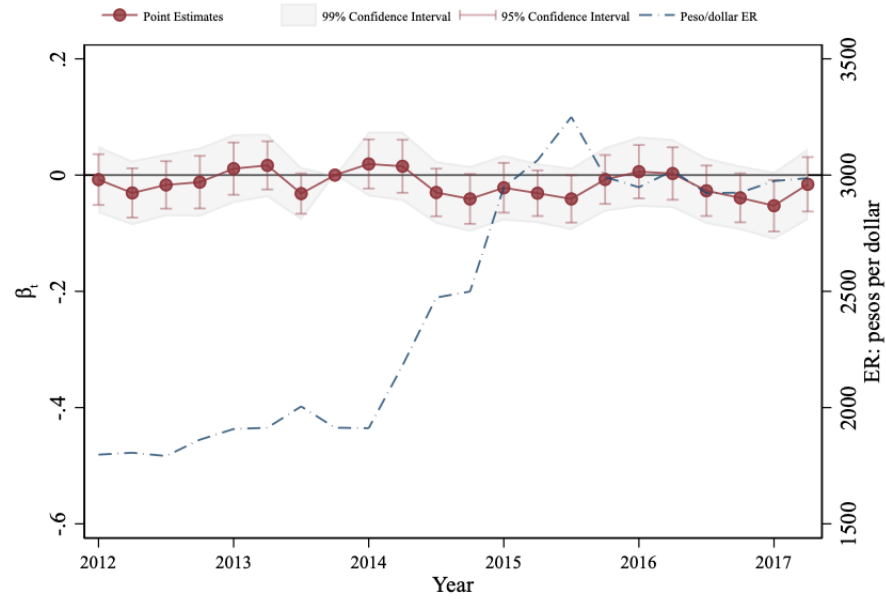 Point Estimates 99% Confidence Interval 95% Confidence Interval Peso/dollar ER
.2
0
-.2
-.4
-.6
βt
3500
3000
2500
2000
1500
ER: pesos per dollar
2012 2013 2014 2015 2016 2017
Year